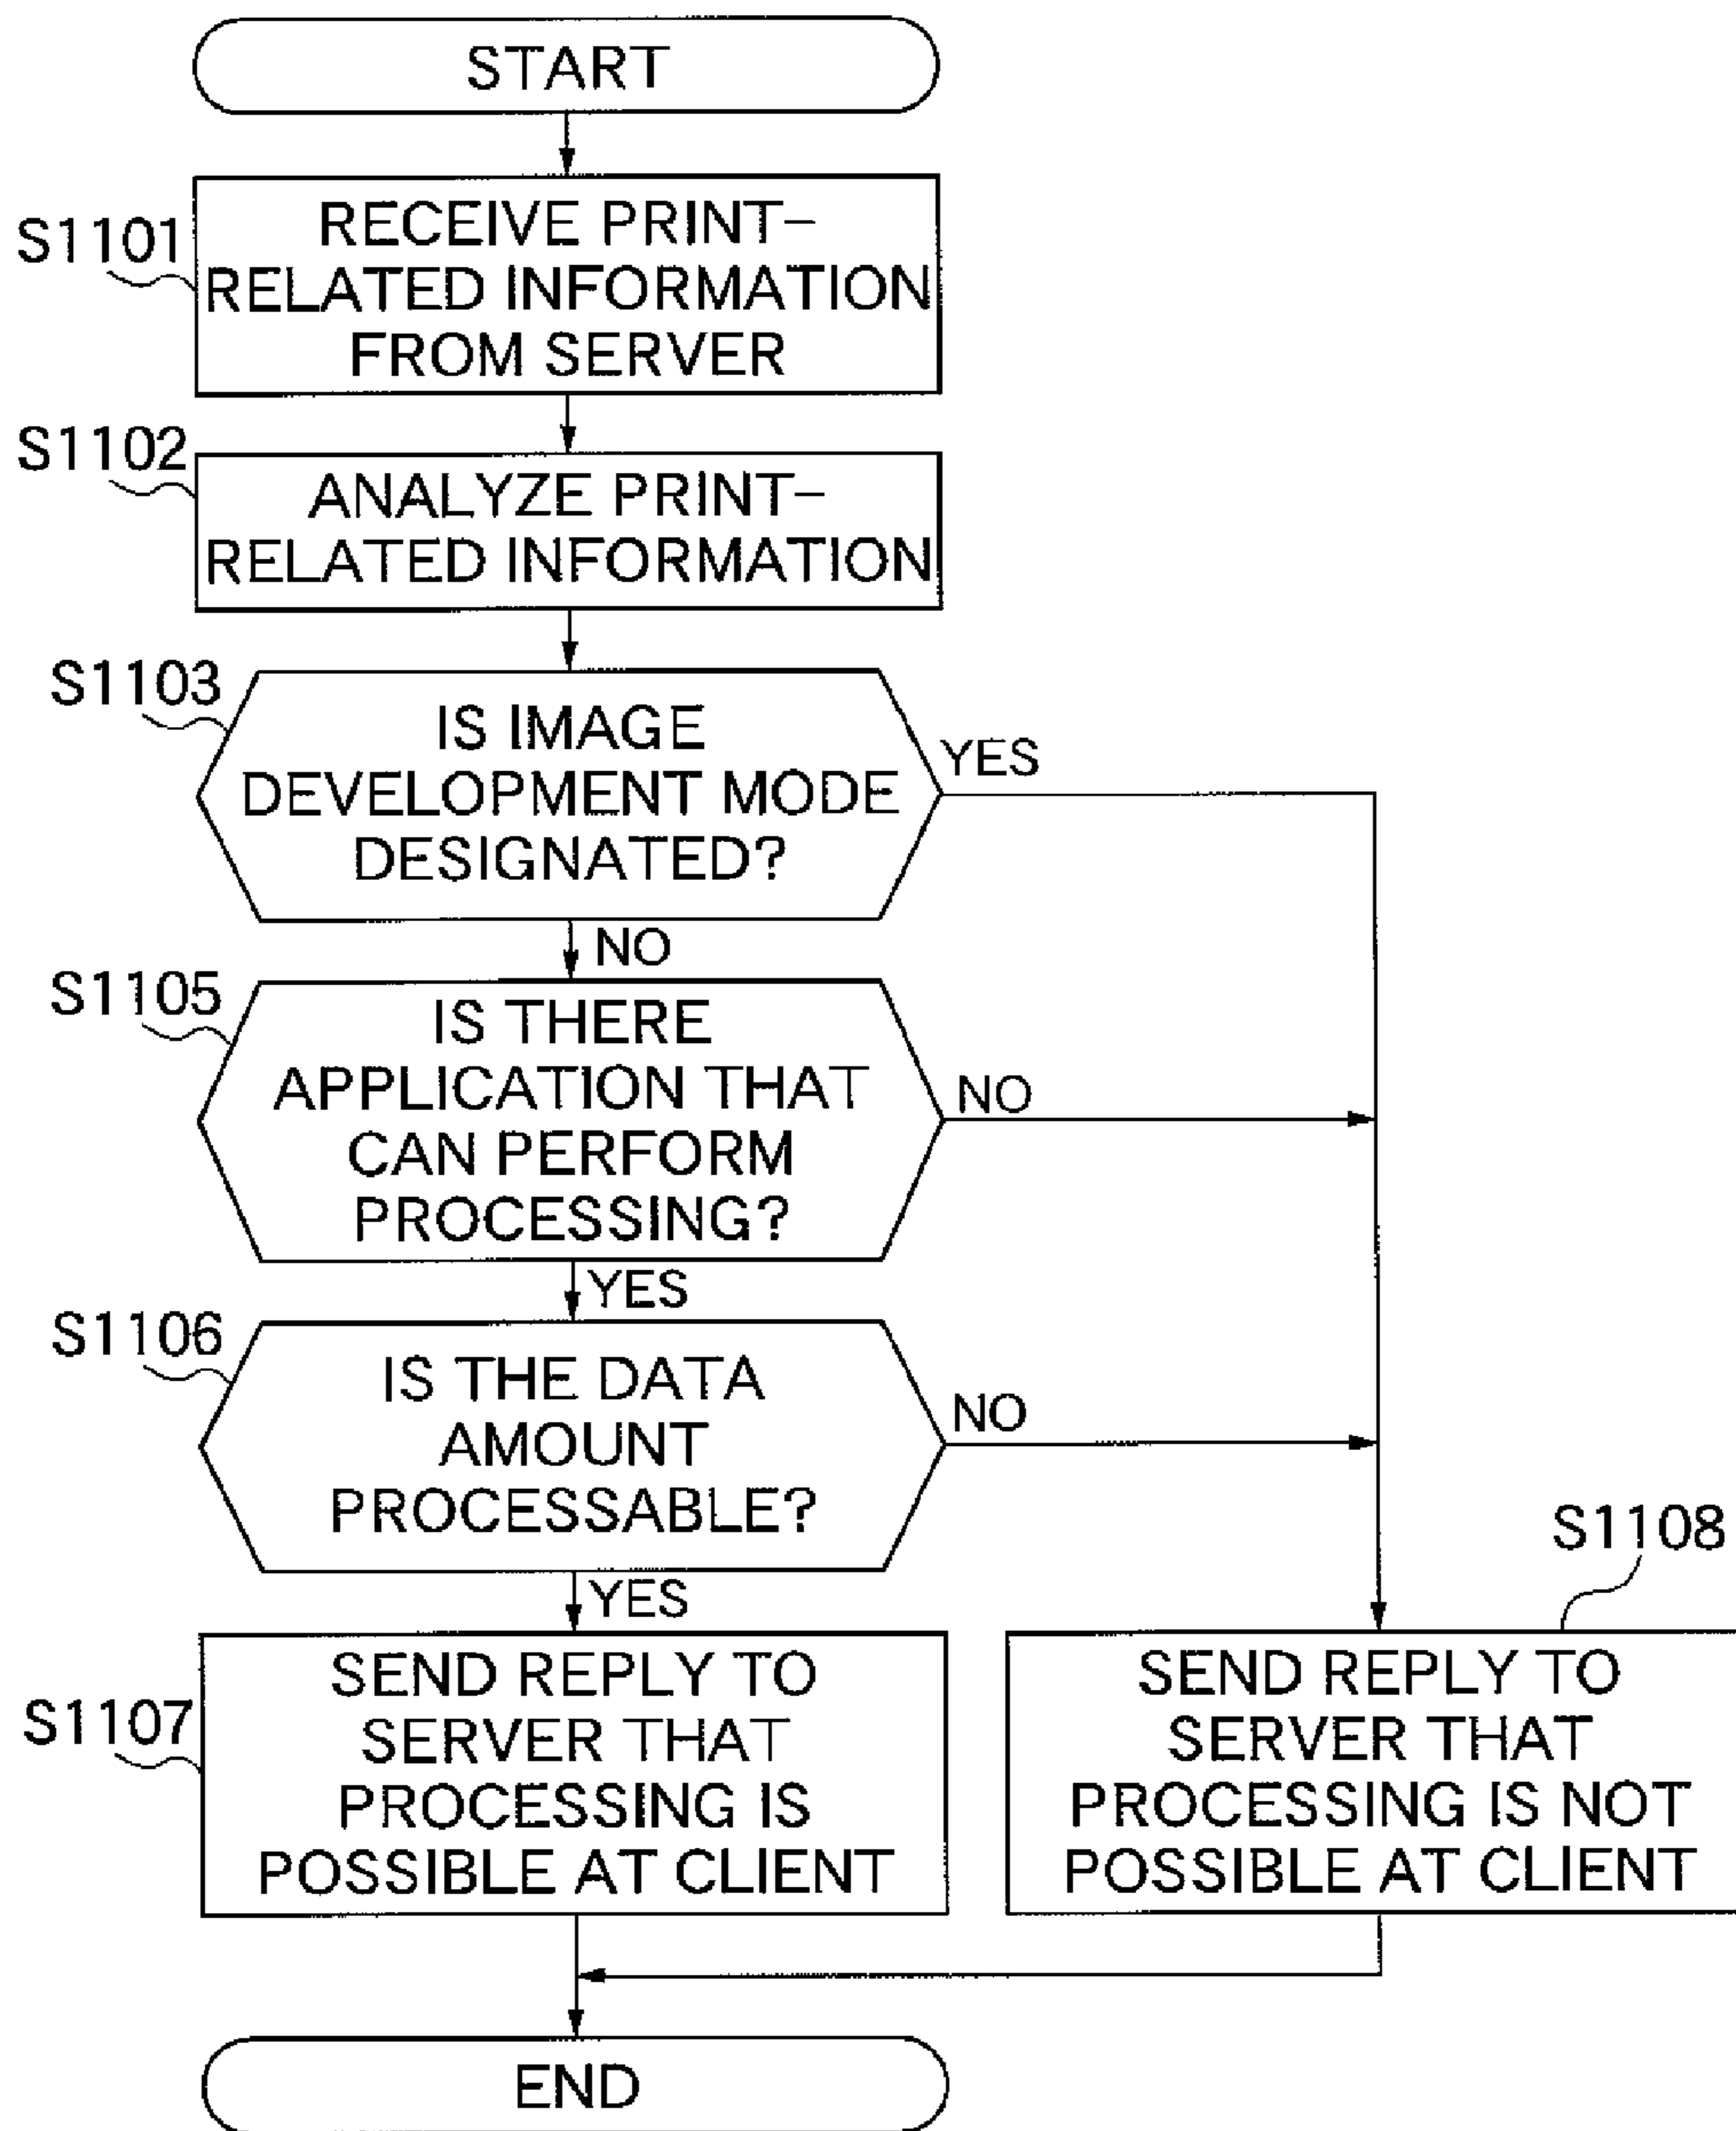 START
S1101
RECEIVE PRINT-
RELATED INFORMATION
FROM SERVER
S1102
ANALYZE PRINT-
RELATED INFORMATION
S1103
IS IMAGE
DEVELOPMENT MODE
DESIGNATED?
YES
NO
S1105
IS THERE
APPLICATION THAT
CAN PERFORM
PROCESSING?
NO
YES
S1106
IS THE DATA
AMOUNT
PROCESSABLE?
NO
YES
S1107
SEND REPLY TO
SERVER THAT
PROCESSING IS
POSSIBLE AT CLIENT
S1108
SEND REPLY TO
SERVER THAT
PROCESSING IS NOT
POSSIBLE AT CLIENT
END